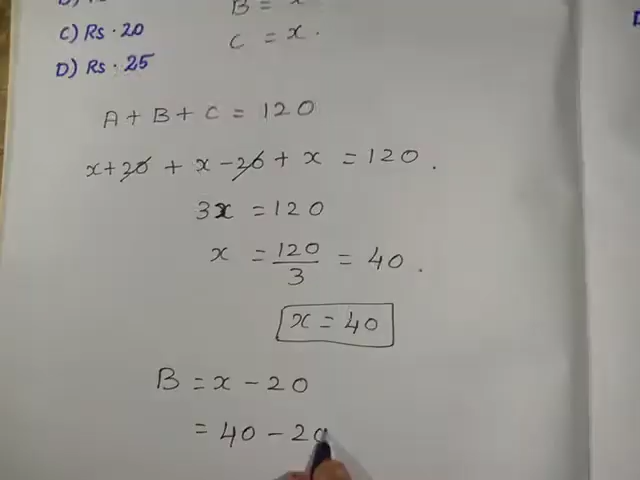 B = x
C) Rs. 20
C = x.
D) Rs. 25
A + B + C = 120
x + 20 + x - 20 + x = 120.
3x = 120
x = 120/3 = 40.
x = 40
B = x - 20
= 40 - 20